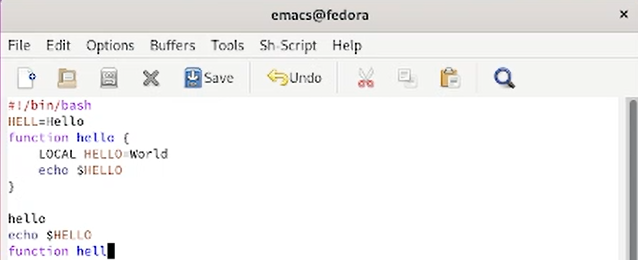 emacs@fedora ×
File Edit Options Buffers Tools Sh-Script Help
Save Undo
#!/bin/bash
HELL=Hello
function hello {
    LOCAL HELLO=World
    echo $HELLO
}
hello
echo $HELLO
function hell